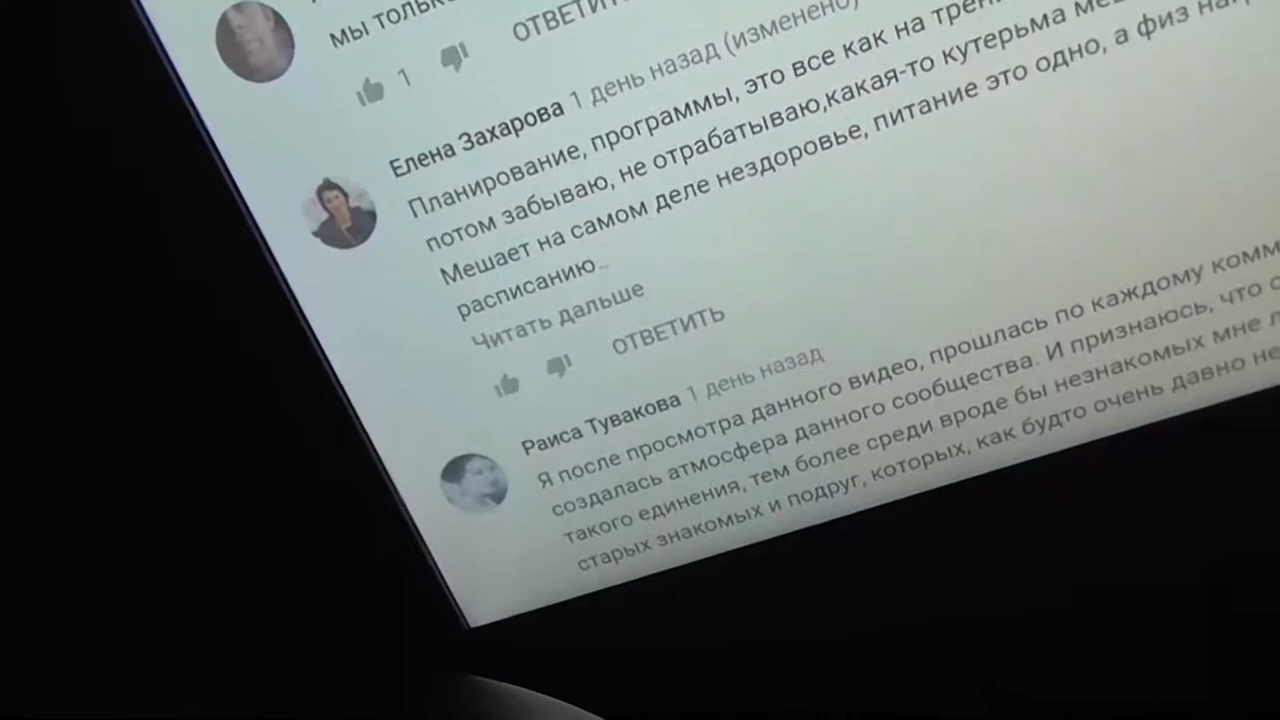 мы только
1 ОТВЕТИТЬ
Елена Захарова 1 день назад (изменено)
Планирование, программы, это все как на
потом забываю, не отрабатываю,какая-то кутерьма
Мешает на самом деле нездоровье, питание это одно, а физ
расписанию...
Читать дальше
ОТВЕТИТЬ
Раиса Тувакова 1 день назад
Я после просмотра данного видео, прошлась по каждому
создалась атмосфера данного сообщества. И признаюсь, что
такого единения, тем более среди вроде бы незнакомых мне
старых знакомых и подруг, которых, как будто очень давно не